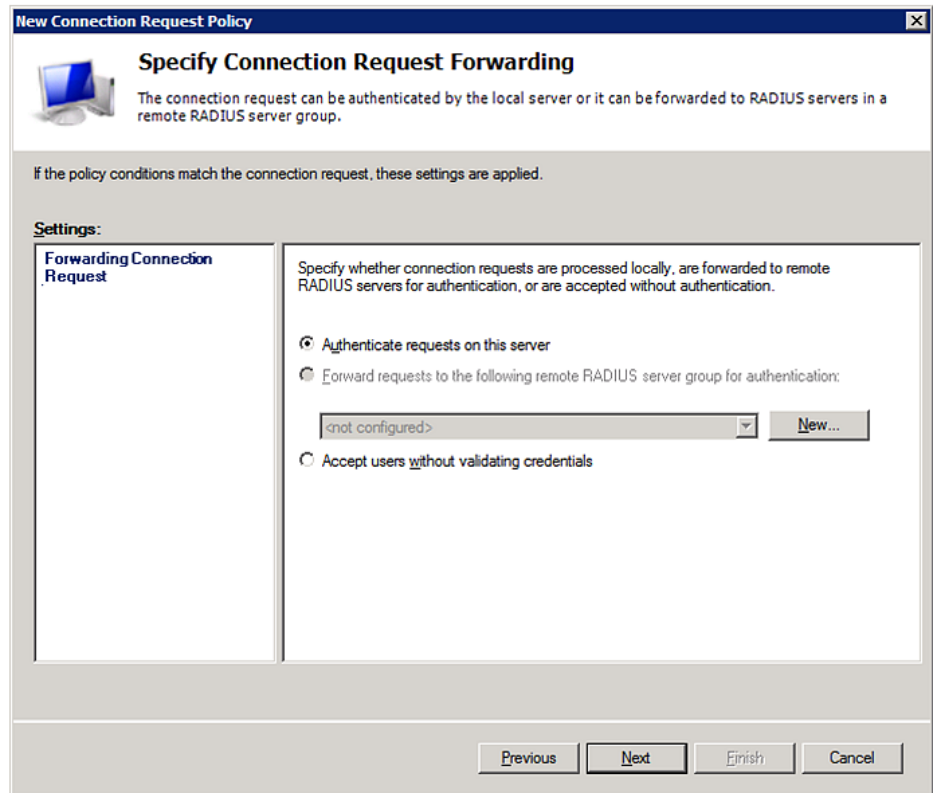 New Connection Request Policy
Specify Connection Request Forwarding
The connection request can be authenticated by the local server or it can be forwarded to RADIUS servers in a
remote RADIUS server group.
If the policy conditions match the connection request, these settings are applied.
Settings:
Forwarding Connection
Request
Specify whether connection requests are processed locally, are forwarded to remote
RADIUS servers for authentication, or are accepted without authentication.
Authenticate requests on this server
Forward requests to the following remote RADIUS server group for authentication:
<not configured>
New...
Accept users without validating credentials
Previous
Next
Finish
Cancel